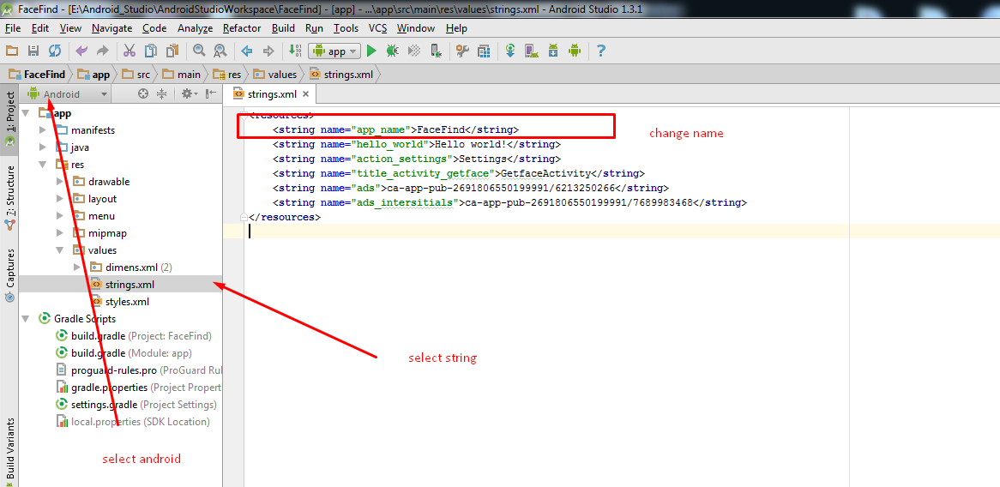 FaceFind - [E:\Android_Studio\AndroidStudioWorkspace\FaceFind] - [app] - ...\app\src\main\res\values\strings.xml - Android Studio 1.3.1
File Edit View Navigate Code Analyze Refactor Build Run Tools VCS Window Help
app
FaceFind app src main res values strings.xml
1: Project
Android
strings.xml
app
manifests
java
res
drawable
layout
menu
mipmap
values
dimens.xml (2)
strings.xml
styles.xml
Gradle Scripts
build.gradle (Project: FaceFind)
build.gradle (Module: app)
proguard-rules.pro (ProGuard Rul
gradle.properties (Project Propert
settings.gradle (Project Settings)
local.properties (SDK Location)
7: Structure
Captures
Build Variants
<resources>
<string name="app_name">FaceFind</string>
<string name="hello_world">Hello world!</string>
<string name="action_settings">Settings</string>
<string name="title_activity_getface">GetfaceActivity</string>
<string name="ads">ca-app-pub-2691806550199991/6213250266</string>
<string name="ads_intersitials">ca-app-pub-2691806550199991/7689983468</string>
</resources>
change name
select string
select android